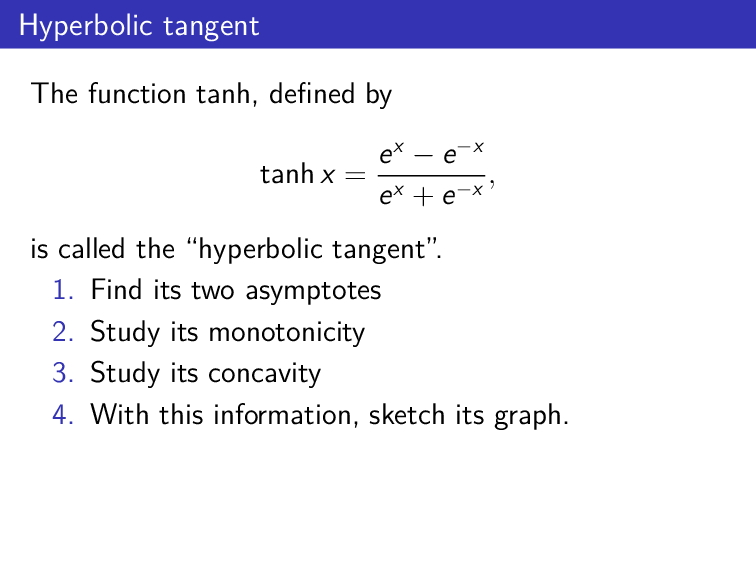 Hyperbolic tangent
The function tanh, defined by
tanh x = \frac{e^x − e^{−x}}{e^x + e^{−x}},
is called the “hyperbolic tangent”.
1. Find its two asymptotes
2. Study its monotonicity
3. Study its concavity
4. With this information, sketch its graph.